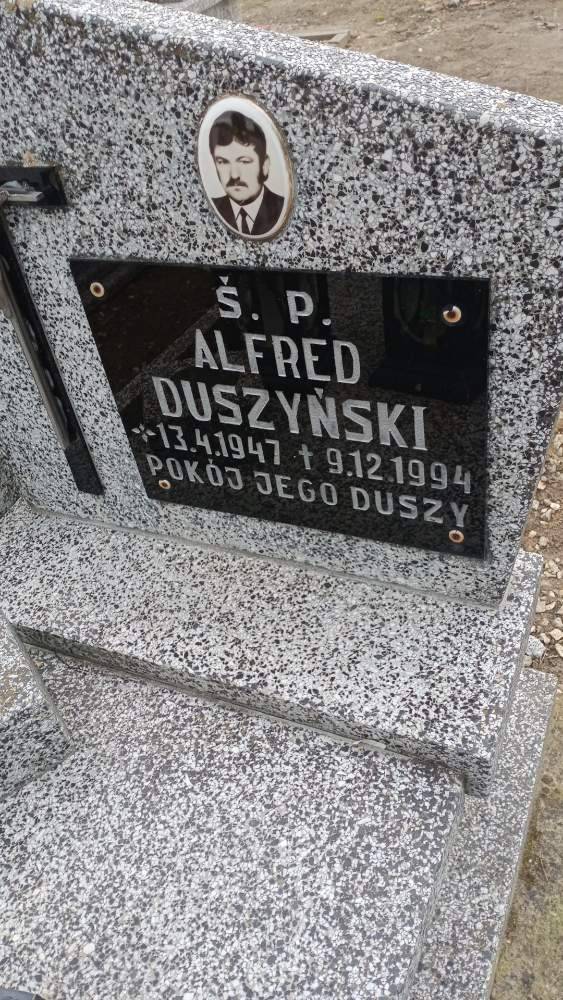 Ś. P.
ALFRED
DUSZYŃSKI
13.4.1947 † 9.12.1994
POKÓJ JEGO DUSZY